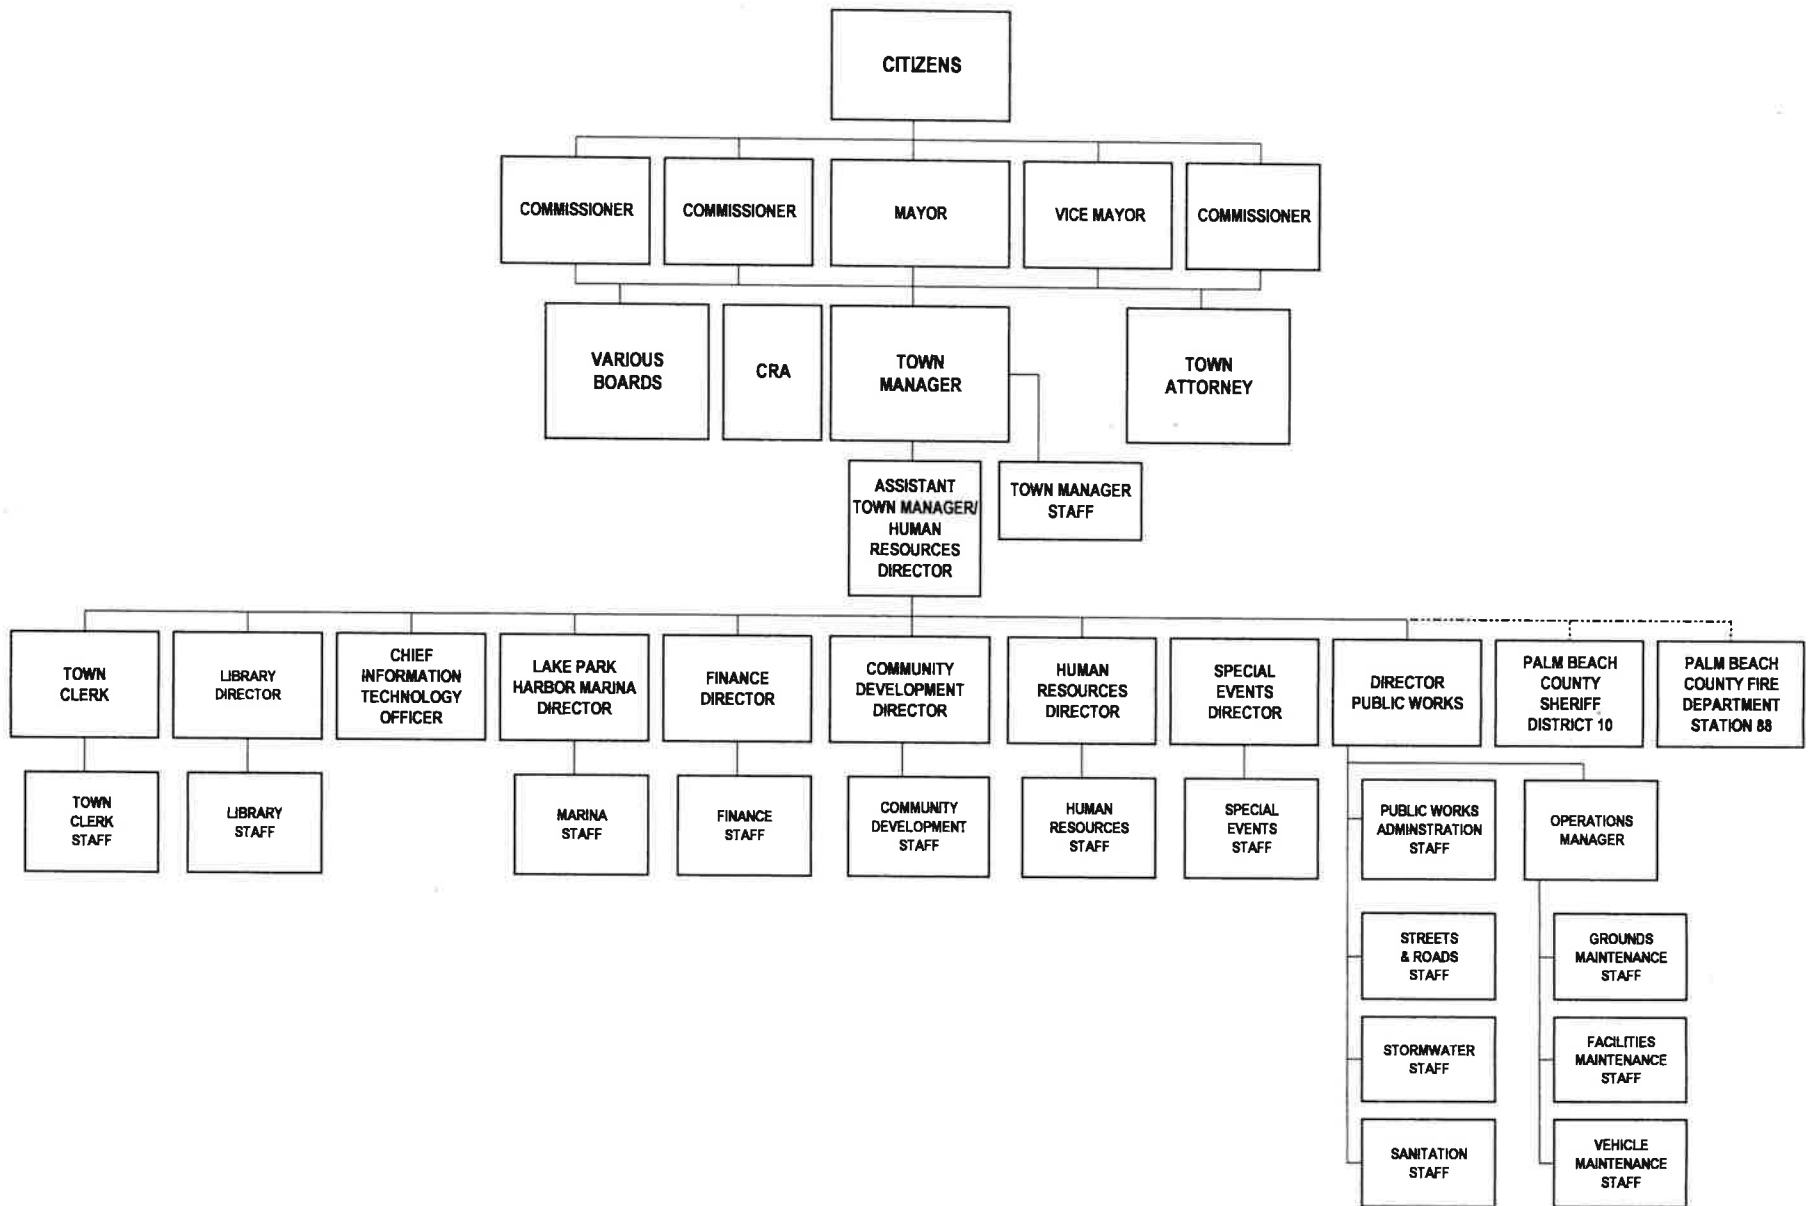 CITIZENS
COMMISSIONER
COMMISSIONER
MAYOR
VICE MAYOR
COMMISSIONER
VARIOUS
BOARDS
CRA
TOWN
MANAGER
TOWN
ATTORNEY
ASSISTANT
TOWN MANAGER/
HUMAN
RESOURCES
DIRECTOR
TOWN MANAGER
STAFF
TOWN
CLERK
LIBRARY
DIRECTOR
CHIEF
INFORMATION
TECHNOLOGY
OFFICER
LAKE PARK
HARBOR MARINA
DIRECTOR
FINANCE
DIRECTOR
COMMUNITY
DEVELOPMENT
DIRECTOR
HUMAN
RESOURCES
DIRECTOR
SPECIAL
EVENTS
DIRECTOR
DIRECTOR
PUBLIC WORKS
PALM BEACH
COUNTY
SHERIFF
DISTRICT 10
PALM BEACH
COUNTY FIRE
DEPARTMENT
STATION 88
TOWN
CLERK
STAFF
LIBRARY
STAFF
MARINA
STAFF
FINANCE
STAFF
COMMUNITY
DEVELOPMENT
STAFF
HUMAN
RESOURCES
STAFF
SPECIAL
EVENTS
STAFF
PUBLIC WORKS
ADMINSTRATION
STAFF
OPERATIONS
MANAGER
STREETS
& ROADS
STAFF
GROUNDS
MAINTENANCE
STAFF
STORMWATER
STAFF
FACILITIES
MAINTENANCE
STAFF
SANITATION
STAFF
VEHICLE
MAINTENANCE
STAFF